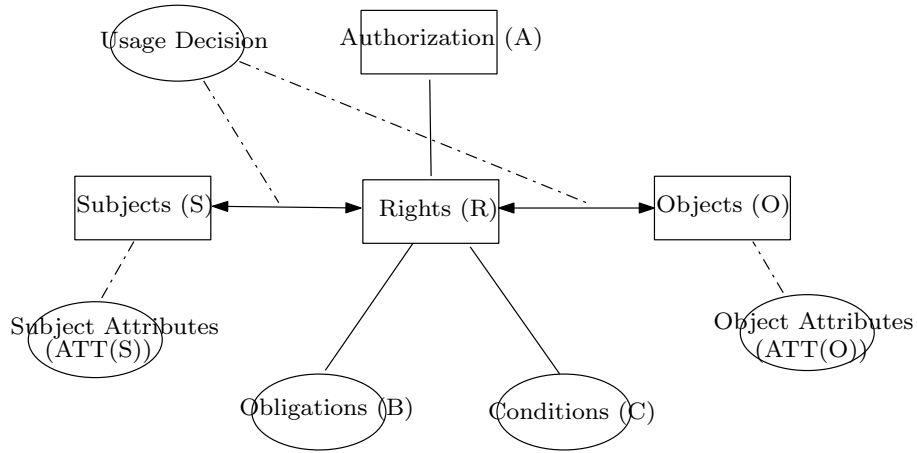 Usage Decision
Authorization (A)
Subjects (S)
Rights (R)
Objects (O)
Subject Attributes
(ATT(S))
Object Attributes
(ATT(O))
Obligations (B)
Conditions (C)